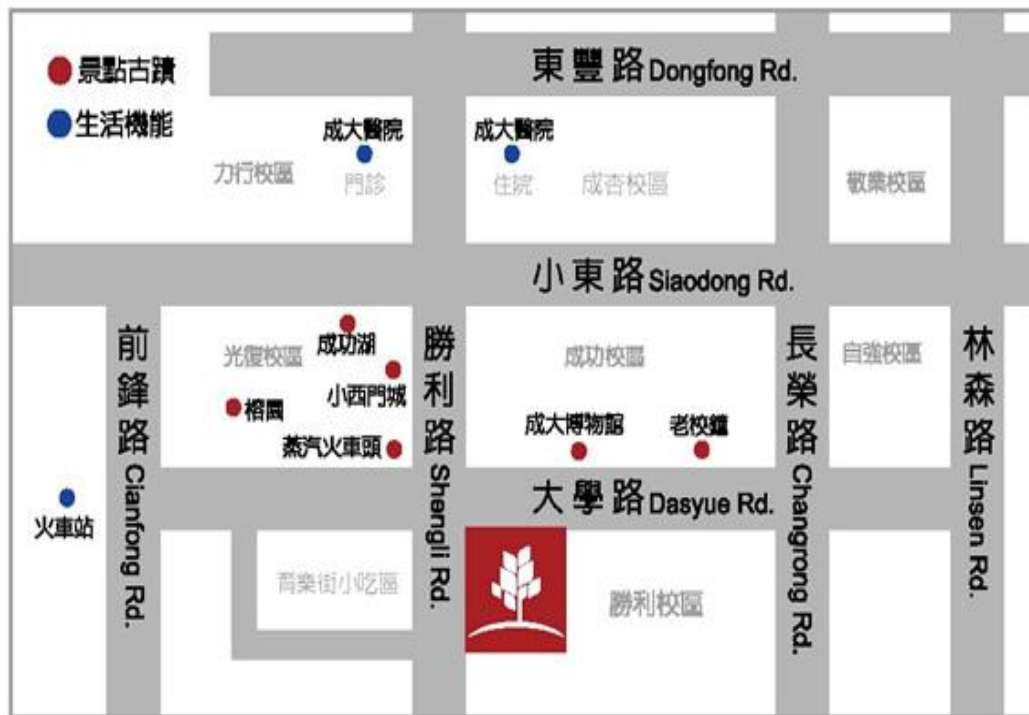 景點古蹟
生活機能
東豐路 Dongfong Rd.
成大醫院
門診
成大醫院
住院
力行校區
成杏校區
敬業校區
小東路 Siaodong Rd.
前鋒路 Cianfong Rd.
光復校區
成功湖
小西門城
榕園
蒸汽火車頭
勝利路 Shengli Rd.
成功校區
成大博物館
老校鐘
長榮路 Changrong Rd.
自強校區
林森路 Linsen Rd.
火車站
大學路 Dasyue Rd.
育樂街小吃區
勝利校區